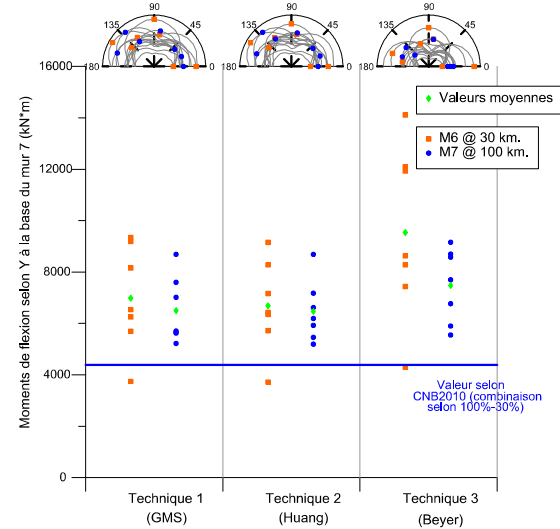 90
90
90
135
45
135
45
135
45
180
0
180
0
180
0
16000
12000
8000
4000
0
Moments de flexion selon Y à la base du mur 7 (kN*m)
Valeurs moyennes
M6 @ 30 km.
M7 @ 100 km.
Valeur selon
CNB2010 (combinaison
selon 100%-30%)
Technique 1
(GMS)
Technique 2
(Huang)
Technique 3
(Beyer)